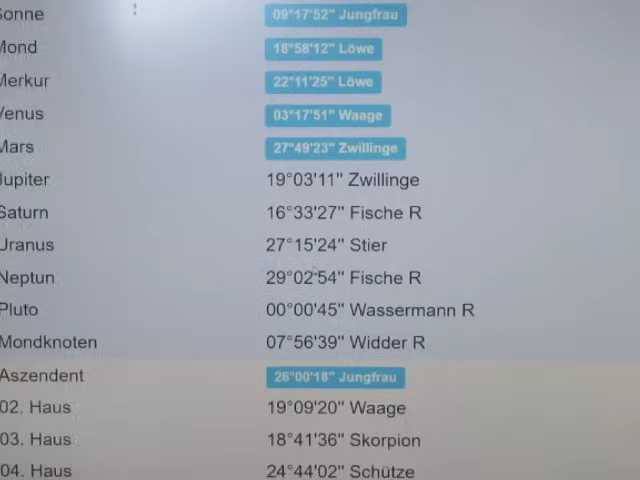 Sonne 09°17'52" Jungfrau
Mond 18°58'12" Löwe
Merkur 22°11'25" Löwe
Venus 03°17'51" Waage
Mars 27°49'23" Zwillinge
Jupiter 19°03'11" Zwillinge
Saturn 16°33'27" Fische R
Uranus 27°15'24" Stier
Neptun 29°02'54" Fische R
Pluto 00°00'45" Wassermann R
Mondknoten 07°56'39" Widder R
Aszendent 26°00'18" Jungfrau
02. Haus 19°09'20" Waage
03. Haus 18°41'36" Skorpion
04. Haus 24°44'02" Schütze